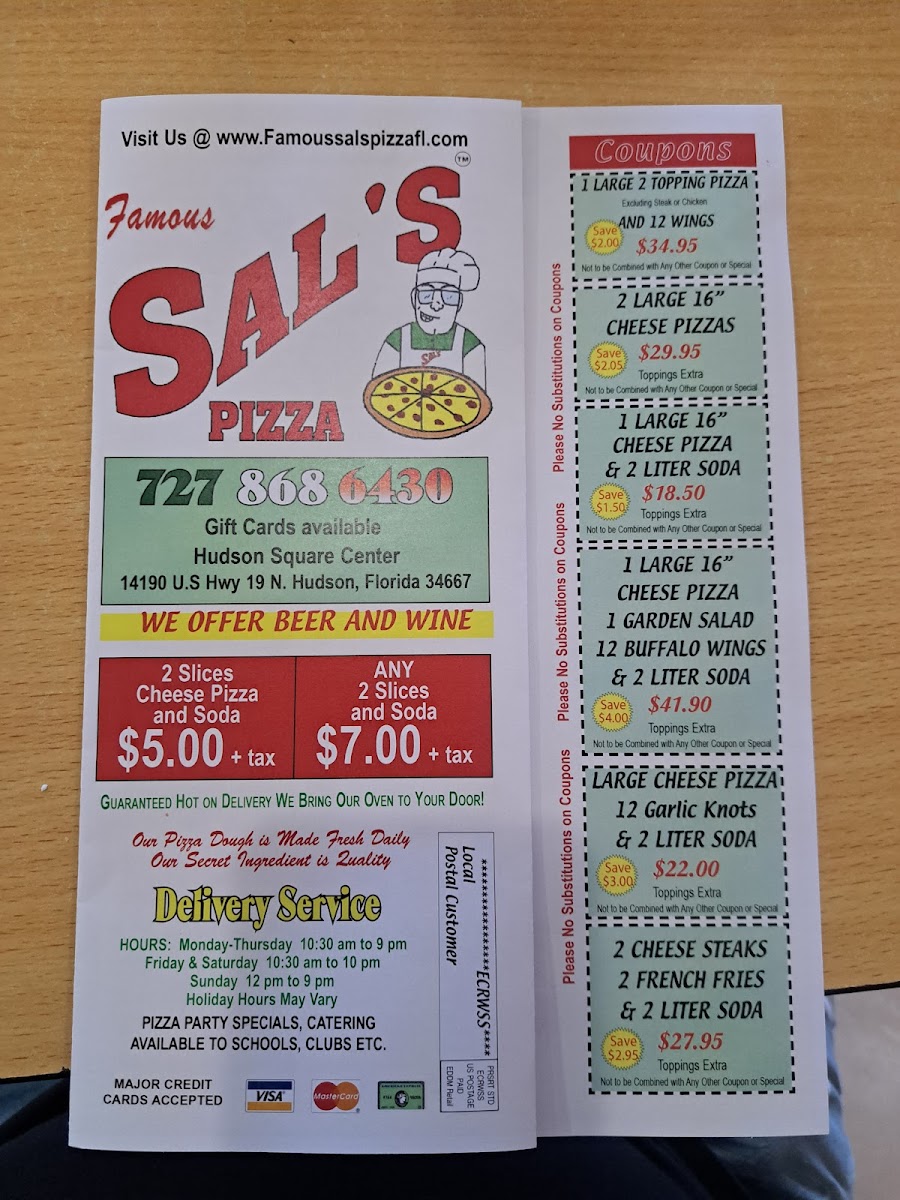 Visit Us @ www.Famoussalspizzafl.com
TM
Famous
SAL'S
PIZZA
SAL'S
727 868 6430
Gift Cards available
Hudson Square Center
14190 U.S Hwy 19 N. Hudson, Florida 34667
WE OFFER BEER AND WINE
2 Slices
Cheese Pizza
and Soda
$5.00 + tax
ANY
2 Slices
and Soda
$7.00 + tax
GUARANTEED HOT ON DELIVERY WE BRING OUR OVEN TO YOUR DOOR!
Our Pizza Dough is Made Fresh Daily
Our Secret Ingredient is Quality
Delivery Service
HOURS: Monday-Thursday 10:30 am to 9 pm
Friday & Saturday 10:30 am to 10 pm
Sunday 12 pm to 9 pm
Holiday Hours May Vary
PIZZA PARTY SPECIALS, CATERING
AVAILABLE TO SCHOOLS, CLUBS ETC.
MAJOR CREDIT
CARDS ACCEPTED
VISA
MasterCard
AMERICAN EXPRESS
******************ECRWSS****
Local
Postal Customer
PRSRT STD
ECRWSS
US POSTAGE
PAID
EDDM Retail
Coupons
1 LARGE 2 TOPPING PIZZA
Excluding Steak or Chicken
AND 12 WINGS
Save
$2.00
$34.95
Not to be Combined with Any Other Coupon or Special
2 LARGE 16”
CHEESE PIZZAS
Save
$2.05
$29.95
Toppings Extra
Not to be Combined with Any Other Coupon or Special
1 LARGE 16”
CHEESE PIZZA
& 2 LITER SODA
Save
$1.50
$18.50
Toppings Extra
Not to be Combined with Any Other Coupon or Special
1 LARGE 16”
CHEESE PIZZA
1 GARDEN SALAD
12 BUFFALO WINGS
& 2 LITER SODA
Save
$4.00
$41.90
Toppings Extra
Not to be Combined with Any Other Coupon or Special
LARGE CHEESE PIZZA
12 Garlic Knots
& 2 LITER SODA
Save
$3.00
$22.00
Toppings Extra
Not to be Combined with Any Other Coupon or Special
2 CHEESE STEAKS
2 FRENCH FRIES
& 2 LITER SODA
Save
$2.95
$27.95
Toppings Extra
Not to be Combined with Any Other Coupon or Special
Please No Substitutions on Coupons
Please No Substitutions on Coupons
Please No Substitutions on Coupons